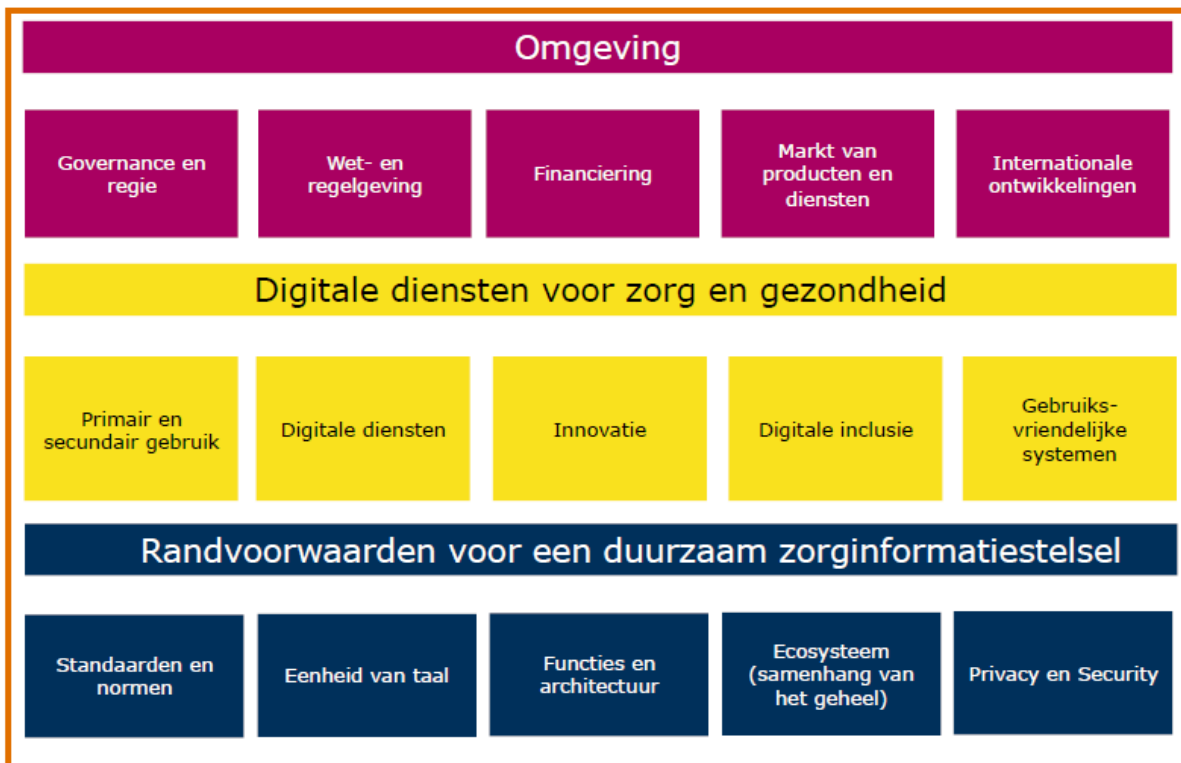 Omgeving
Governance en
regie
Wet- en
regelgeving
Financiering
Markt van
producten en
diensten
Internationale
ontwikkelingen
Digitale diensten voor zorg en gezondheid
Primair en
secundair gebruik
Digitale diensten
Innovatie
Digitale inclusie
Gebruiks-
vriendelijke
systemen
Randvoorwaarden voor een duurzaam zorginformatiestelsel
Standaarden en
normen
Eenheid van taal
Functies en
architectuur
Ecosysteem
(samenhang van
het geheel)
Privacy en Security